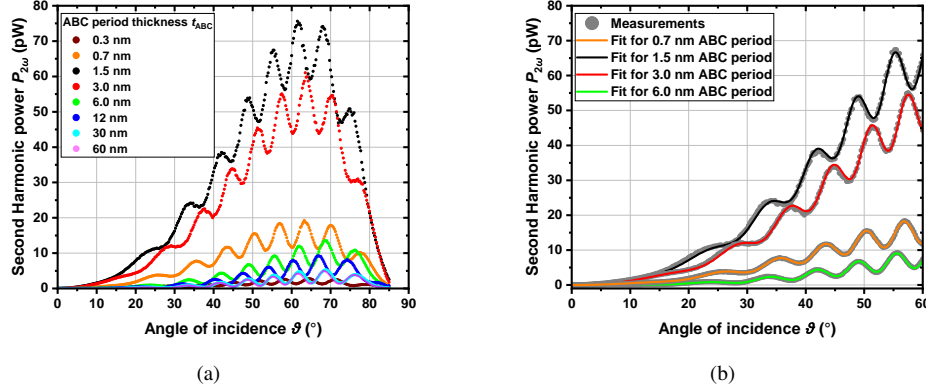 80
70
60
50
40
30
20
10
0
Second Harmonic power P2ω (pW)
ABC period thickness tABC
0.3 nm
0.7 nm
1.5 nm
3.0 nm
6.0 nm
12 nm
30 nm
60 nm
0 10 20 30 40 50 60 70 80 90
Angle of incidence ϑ (°)
(a)
80
70
60
50
40
30
20
10
0
Second Harmonic power P2ω (pW)
Measurements
Fit for 0.7 nm ABC period
Fit for 1.5 nm ABC period
Fit for 3.0 nm ABC period
Fit for 6.0 nm ABC period
0 10 20 30 40 50 60
Angle of incidence ϑ (°)
(b)